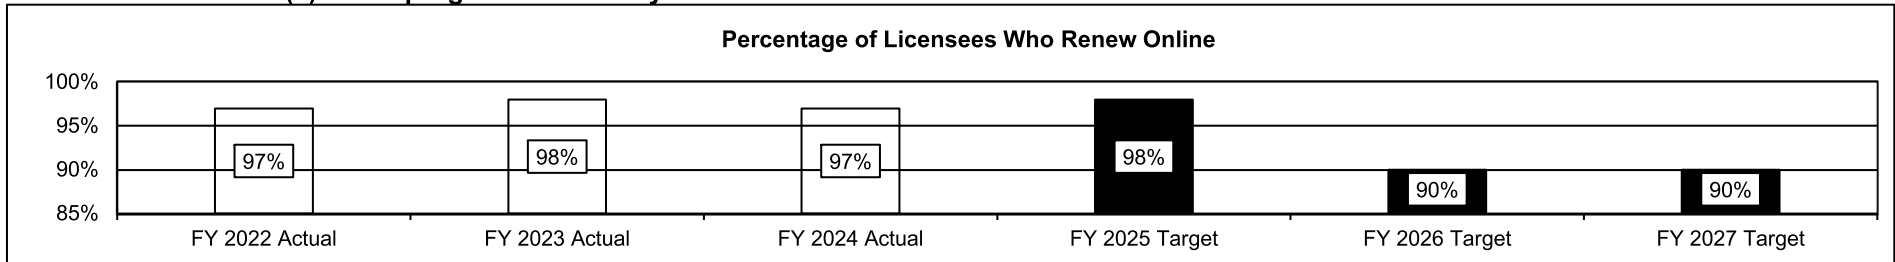 Percentage of Licensees Who Renew Online
100%
95%
90%
85%
97%
98%
97%
98%
90%
90%
FY 2022 Actual
FY 2023 Actual
FY 2024 Actual
FY 2025 Target
FY 2026 Target
FY 2027 Target